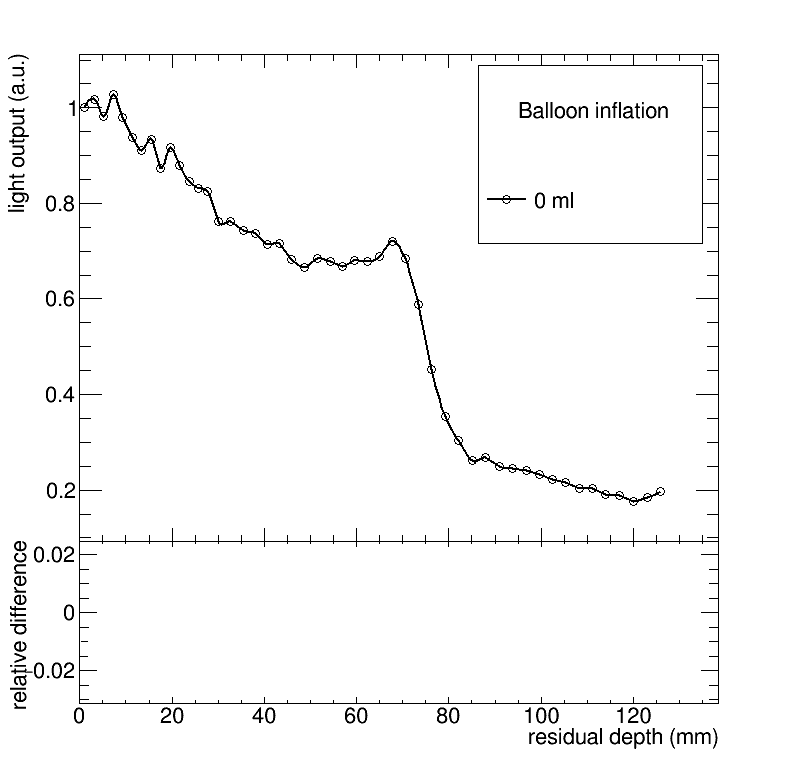 light output (a.u.)
1
0.8
0.6
0.4
0.2
Balloon inflation
0 ml
relative difference
0.02
0
-0.02
0 20 40 60 80 100 120
residual depth (mm)